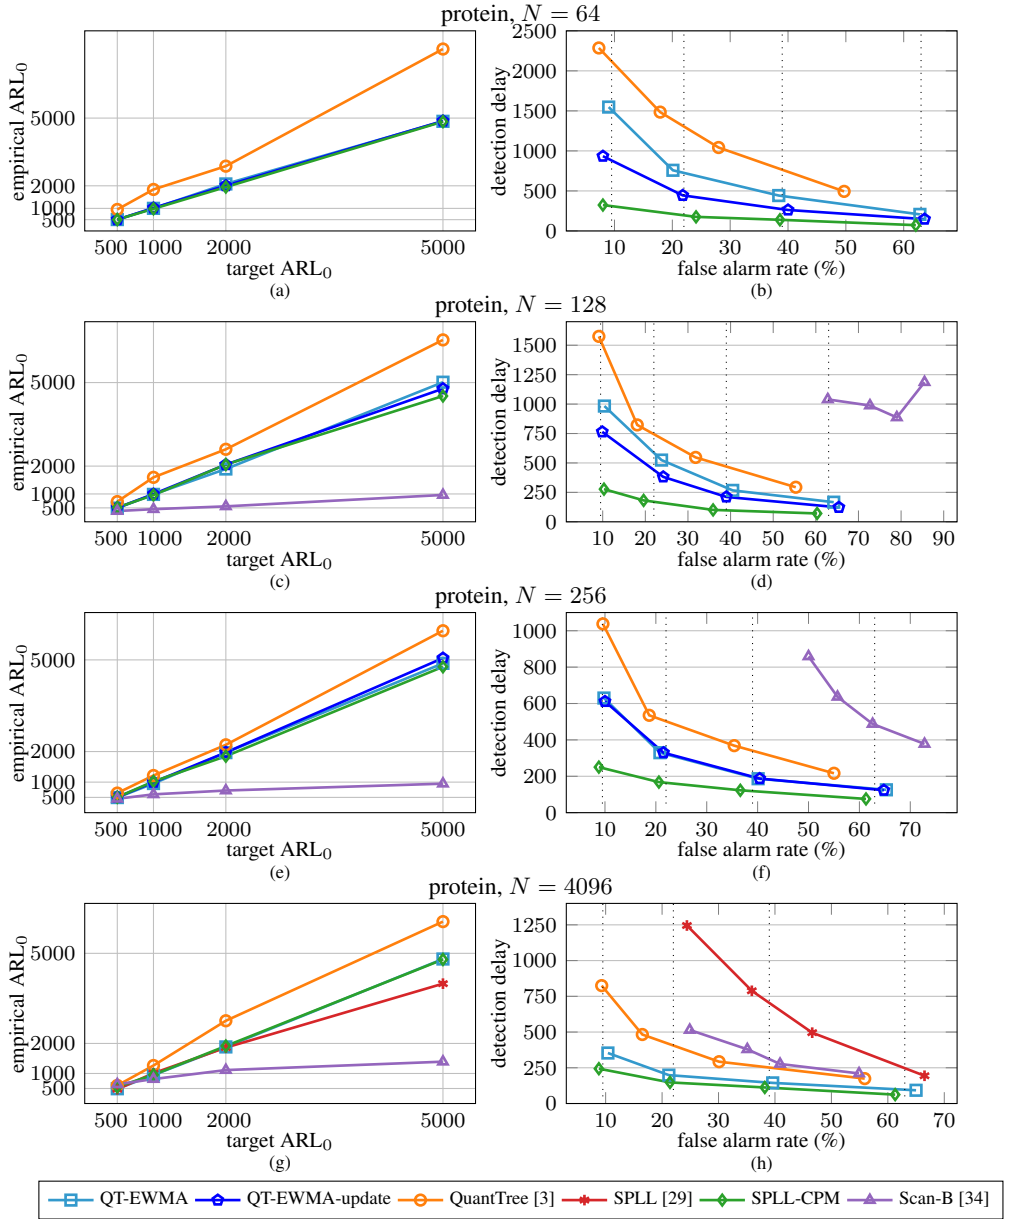 protein, N = 64
5000
2000
1000
500
empirical ARL0
500 1000 2000 5000
target ARL0
(a)
2500
2000
1500
1000
500
0
detection delay
10 20 30 40 50 60
false alarm rate (%)
(b)
protein, N = 128
5000
2000
1000
500
empirical ARL0
500 1000 2000 5000
target ARL0
(c)
1500
1250
1000
750
500
250
0
detection delay
10 20 30 40 50 60 70 80 90
false alarm rate (%)
(d)
protein, N = 256
5000
2000
1000
500
empirical ARL0
500 1000 2000 5000
target ARL0
(e)
1000
800
600
400
200
0
detection delay
10 20 30 40 50 60 70
false alarm rate (%)
(f)
protein, N = 4096
5000
2000
1000
500
empirical ARL0
500 1000 2000 5000
target ARL0
(g)
1250
1000
750
500
250
0
detection delay
10 20 30 40 50 60 70
false alarm rate (%)
(h)
QT-EWMA QT-EWMA-update QuantTree [3] SPLL [29] SPLL-CPM Scan-B [34]